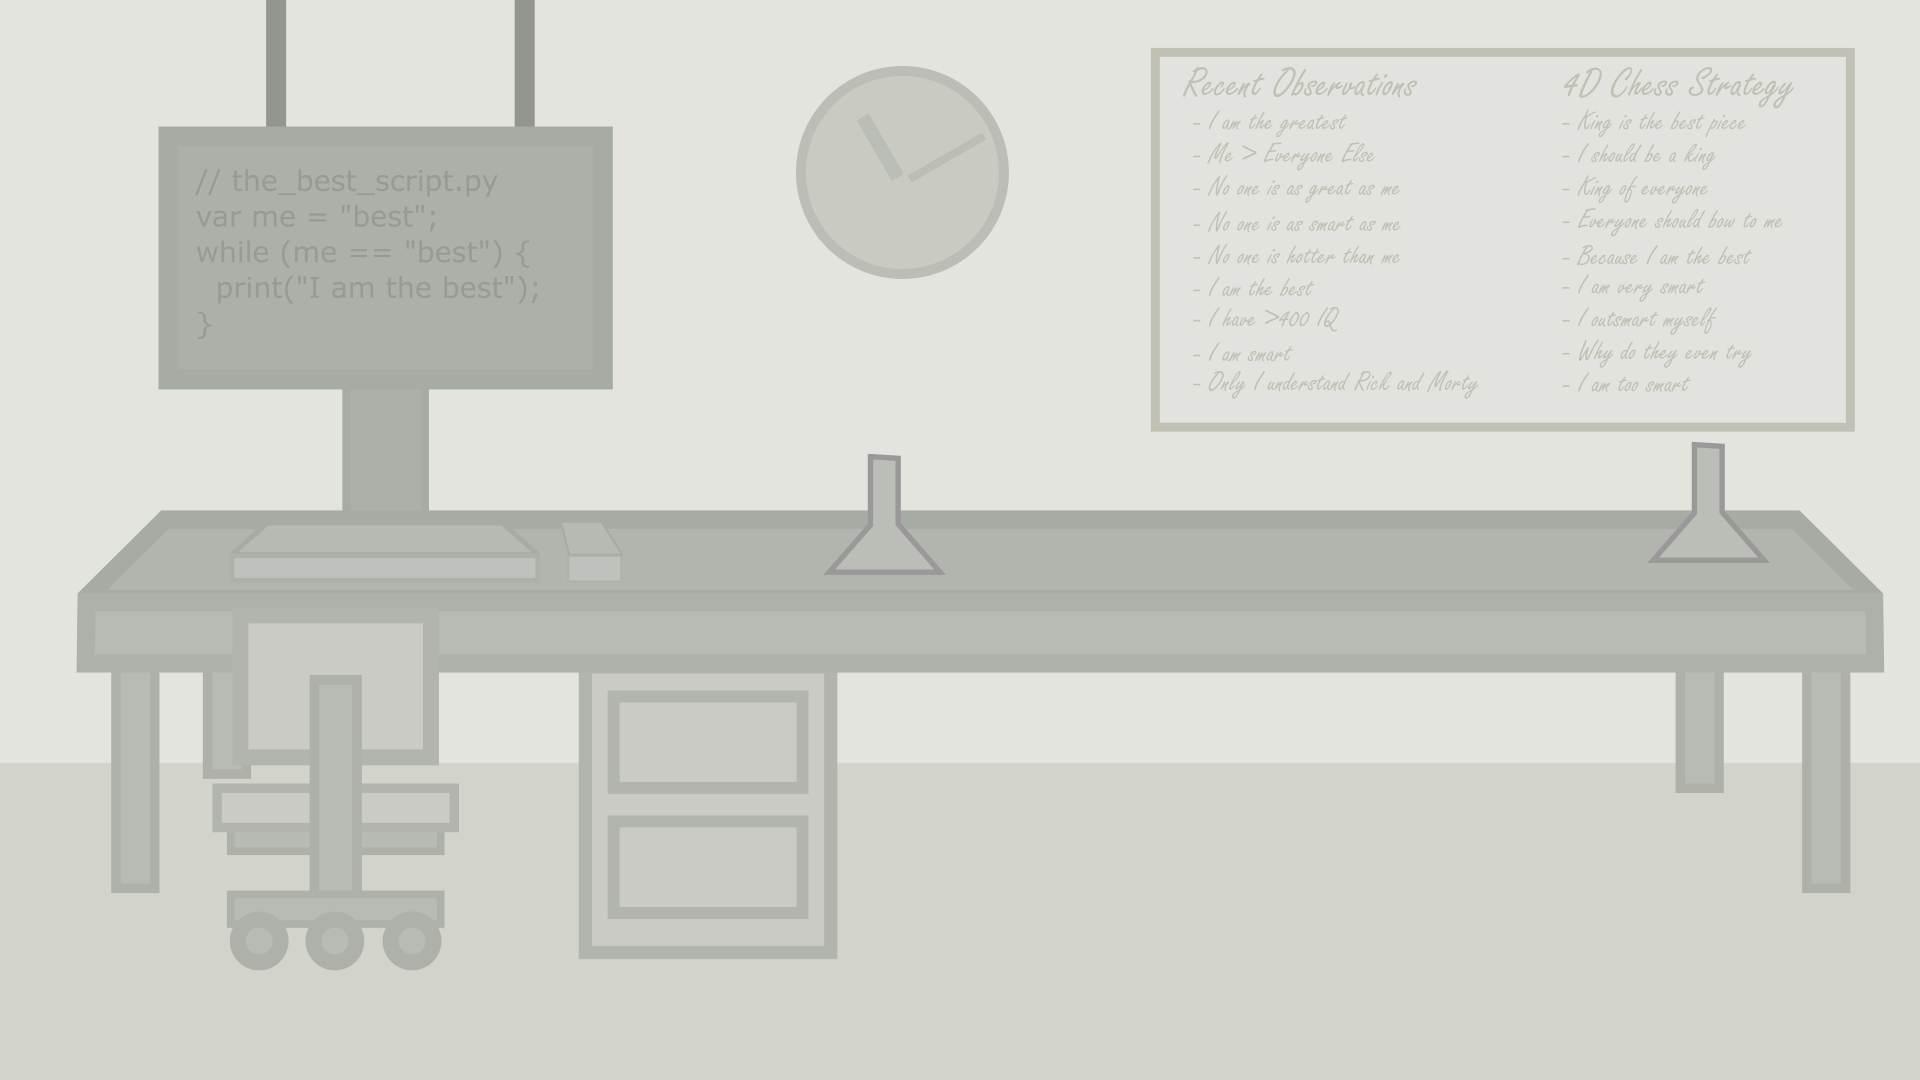 // the_best_script.py
var me = "best";
while (me == "best") {
  print("I am the best");
}
Recent Observations
- I am the greatest
- Me > Everyone Else
- No one is as great as me
- No one is as smart as me
- No one is hotter than me
- I am the best
- I have >400 IQ
- I am smart
- Only I understand Rick and Morty
4D Chess Strategy
- King is the best piece
- I should be a king
- King of everyone
- Everyone should bow to me
- Because I am the best
- I am very smart
- I outsmart myself
- Why do they even try
- I am too smart